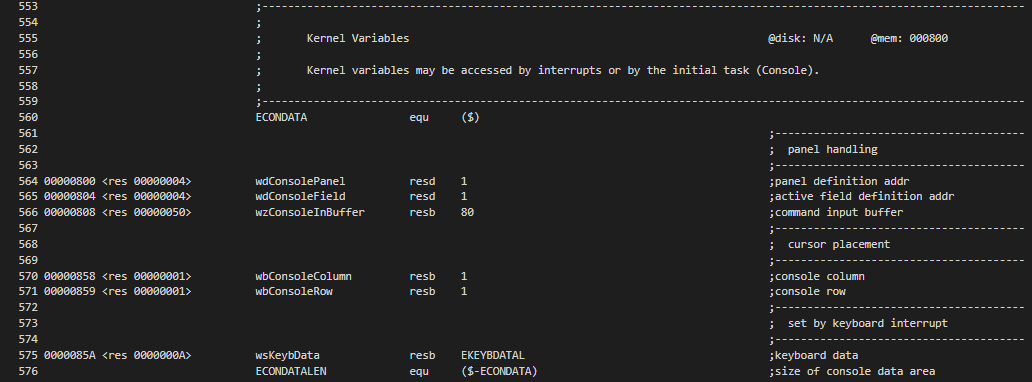 553 ;-----------------------------------------------------------------------------------------------------------------------
554 ;
555 ; Kernel Variables @disk: N/A @mem: 000800
556 ;
557 ; Kernel variables may be accessed by interrupts or by the initial task (Console).
558 ;
559 ;-----------------------------------------------------------------------------------------------------------------------
560 ECONDATA equ ($)
561 ;---------------------------------------
562 ; panel handling
563 ;---------------------------------------
564 00000800 <res 00000004> wdConsolePanel resd 1 ;panel definition addr
565 00000804 <res 00000004> wdConsoleField resd 1 ;active field definition addr
566 00000808 <res 00000050> wzConsoleInBuffer resb 80 ;command input buffer
567 ;---------------------------------------
568 ; cursor placement
569 ;---------------------------------------
570 00000858 <res 00000001> wbConsoleColumn resb 1 ;console column
571 00000859 <res 00000001> wbConsoleRow resb 1 ;console row
572 ;---------------------------------------
573 ; set by keyboard interrupt
574 ;---------------------------------------
575 0000085A <res 0000000A> wsKeybData resb EKEYBDATAL ;keyboard data
576 ECONDATALEN equ ($-ECONDATA) ;size of console data area